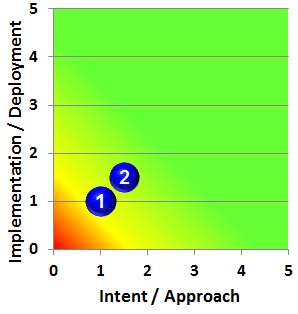 5
4
3
2
1
0
Implementation / Deployment
2
1
0 1 2 3 4 5
Intent / Approach